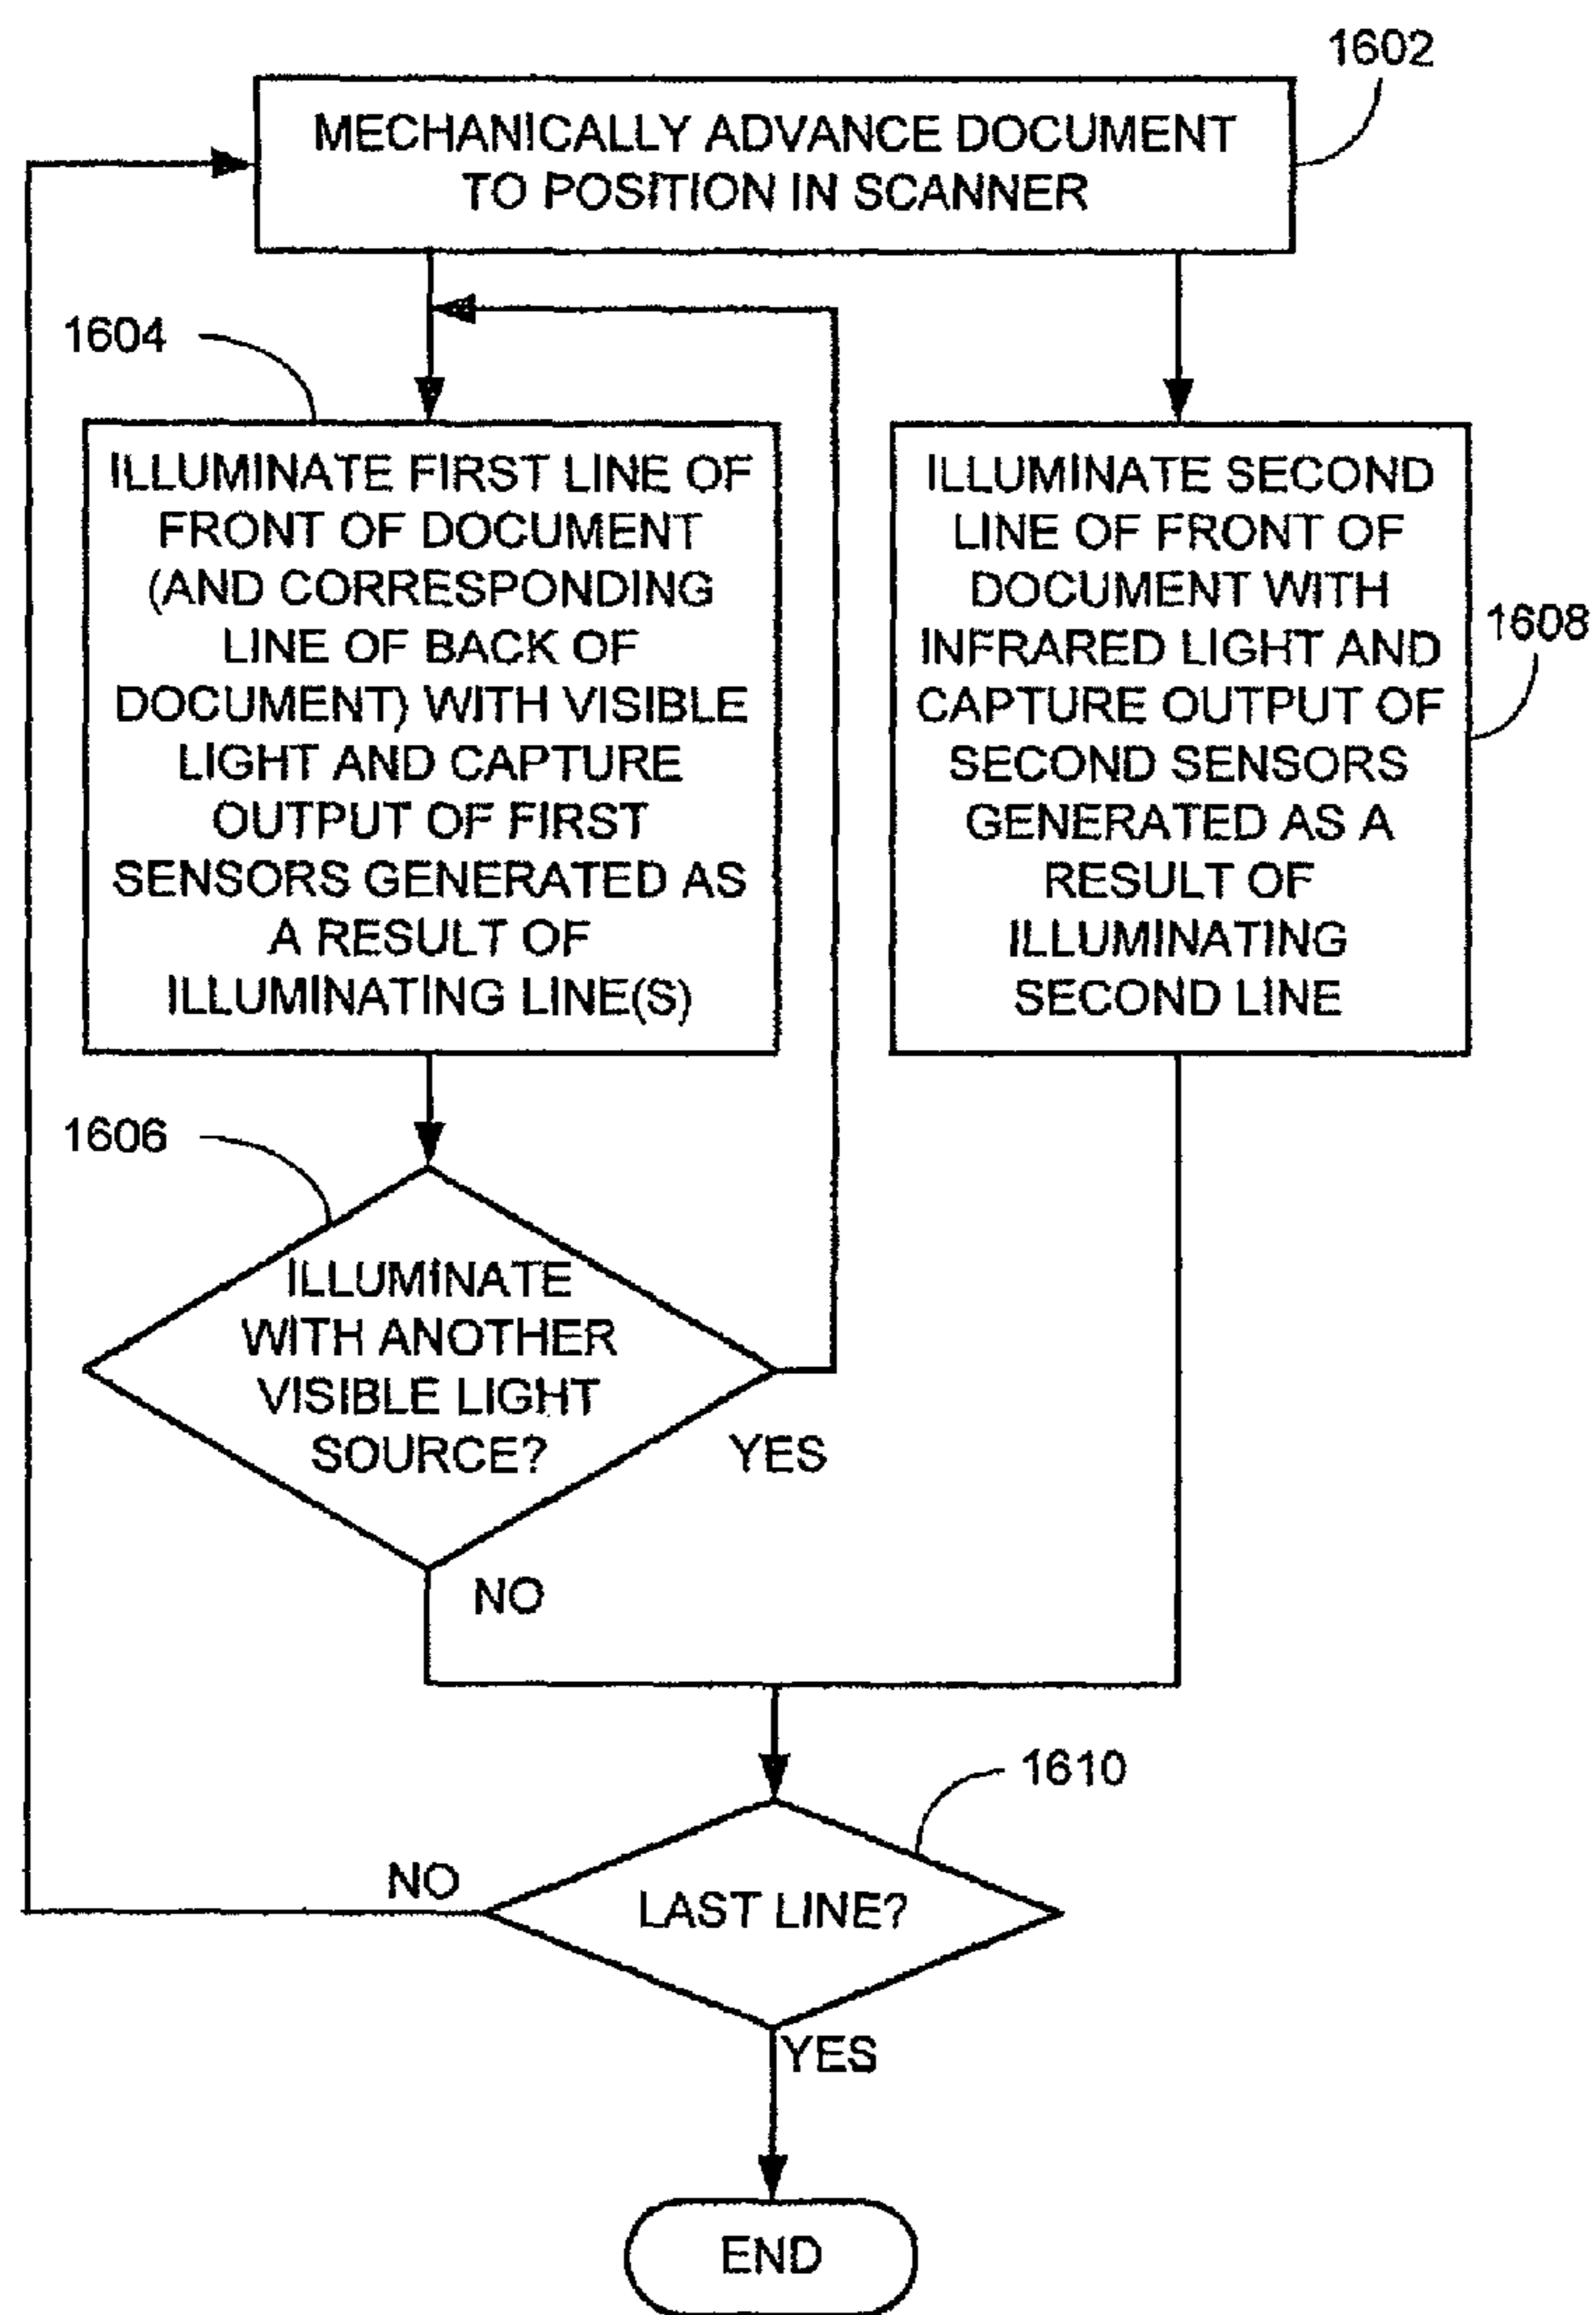 1602
MECHANICALLY ADVANCE DOCUMENT
TO POSITION IN SCANNER
1604
ILLUMINATE FIRST LINE OF
FRONT OF DOCUMENT
(AND CORRESPONDING
LINE OF BACK OF
DOCUMENT) WITH VISIBLE
LIGHT AND CAPTURE
OUTPUT OF FIRST
SENSORS GENERATED AS
A RESULT OF
ILLUMINATING LINE(S)
ILLUMINATE SECOND
LINE OF FRONT OF
DOCUMENT WITH
INFRARED LIGHT AND
CAPTURE OUTPUT OF
SECOND SENSORS
GENERATED AS A
RESULT OF
ILLUMINATING
SECOND LINE
1608
1606
ILLUMINATE
WITH ANOTHER
VISIBLE LIGHT
SOURCE?
YES
NO
1610
LAST LINE?
NO
YES
END